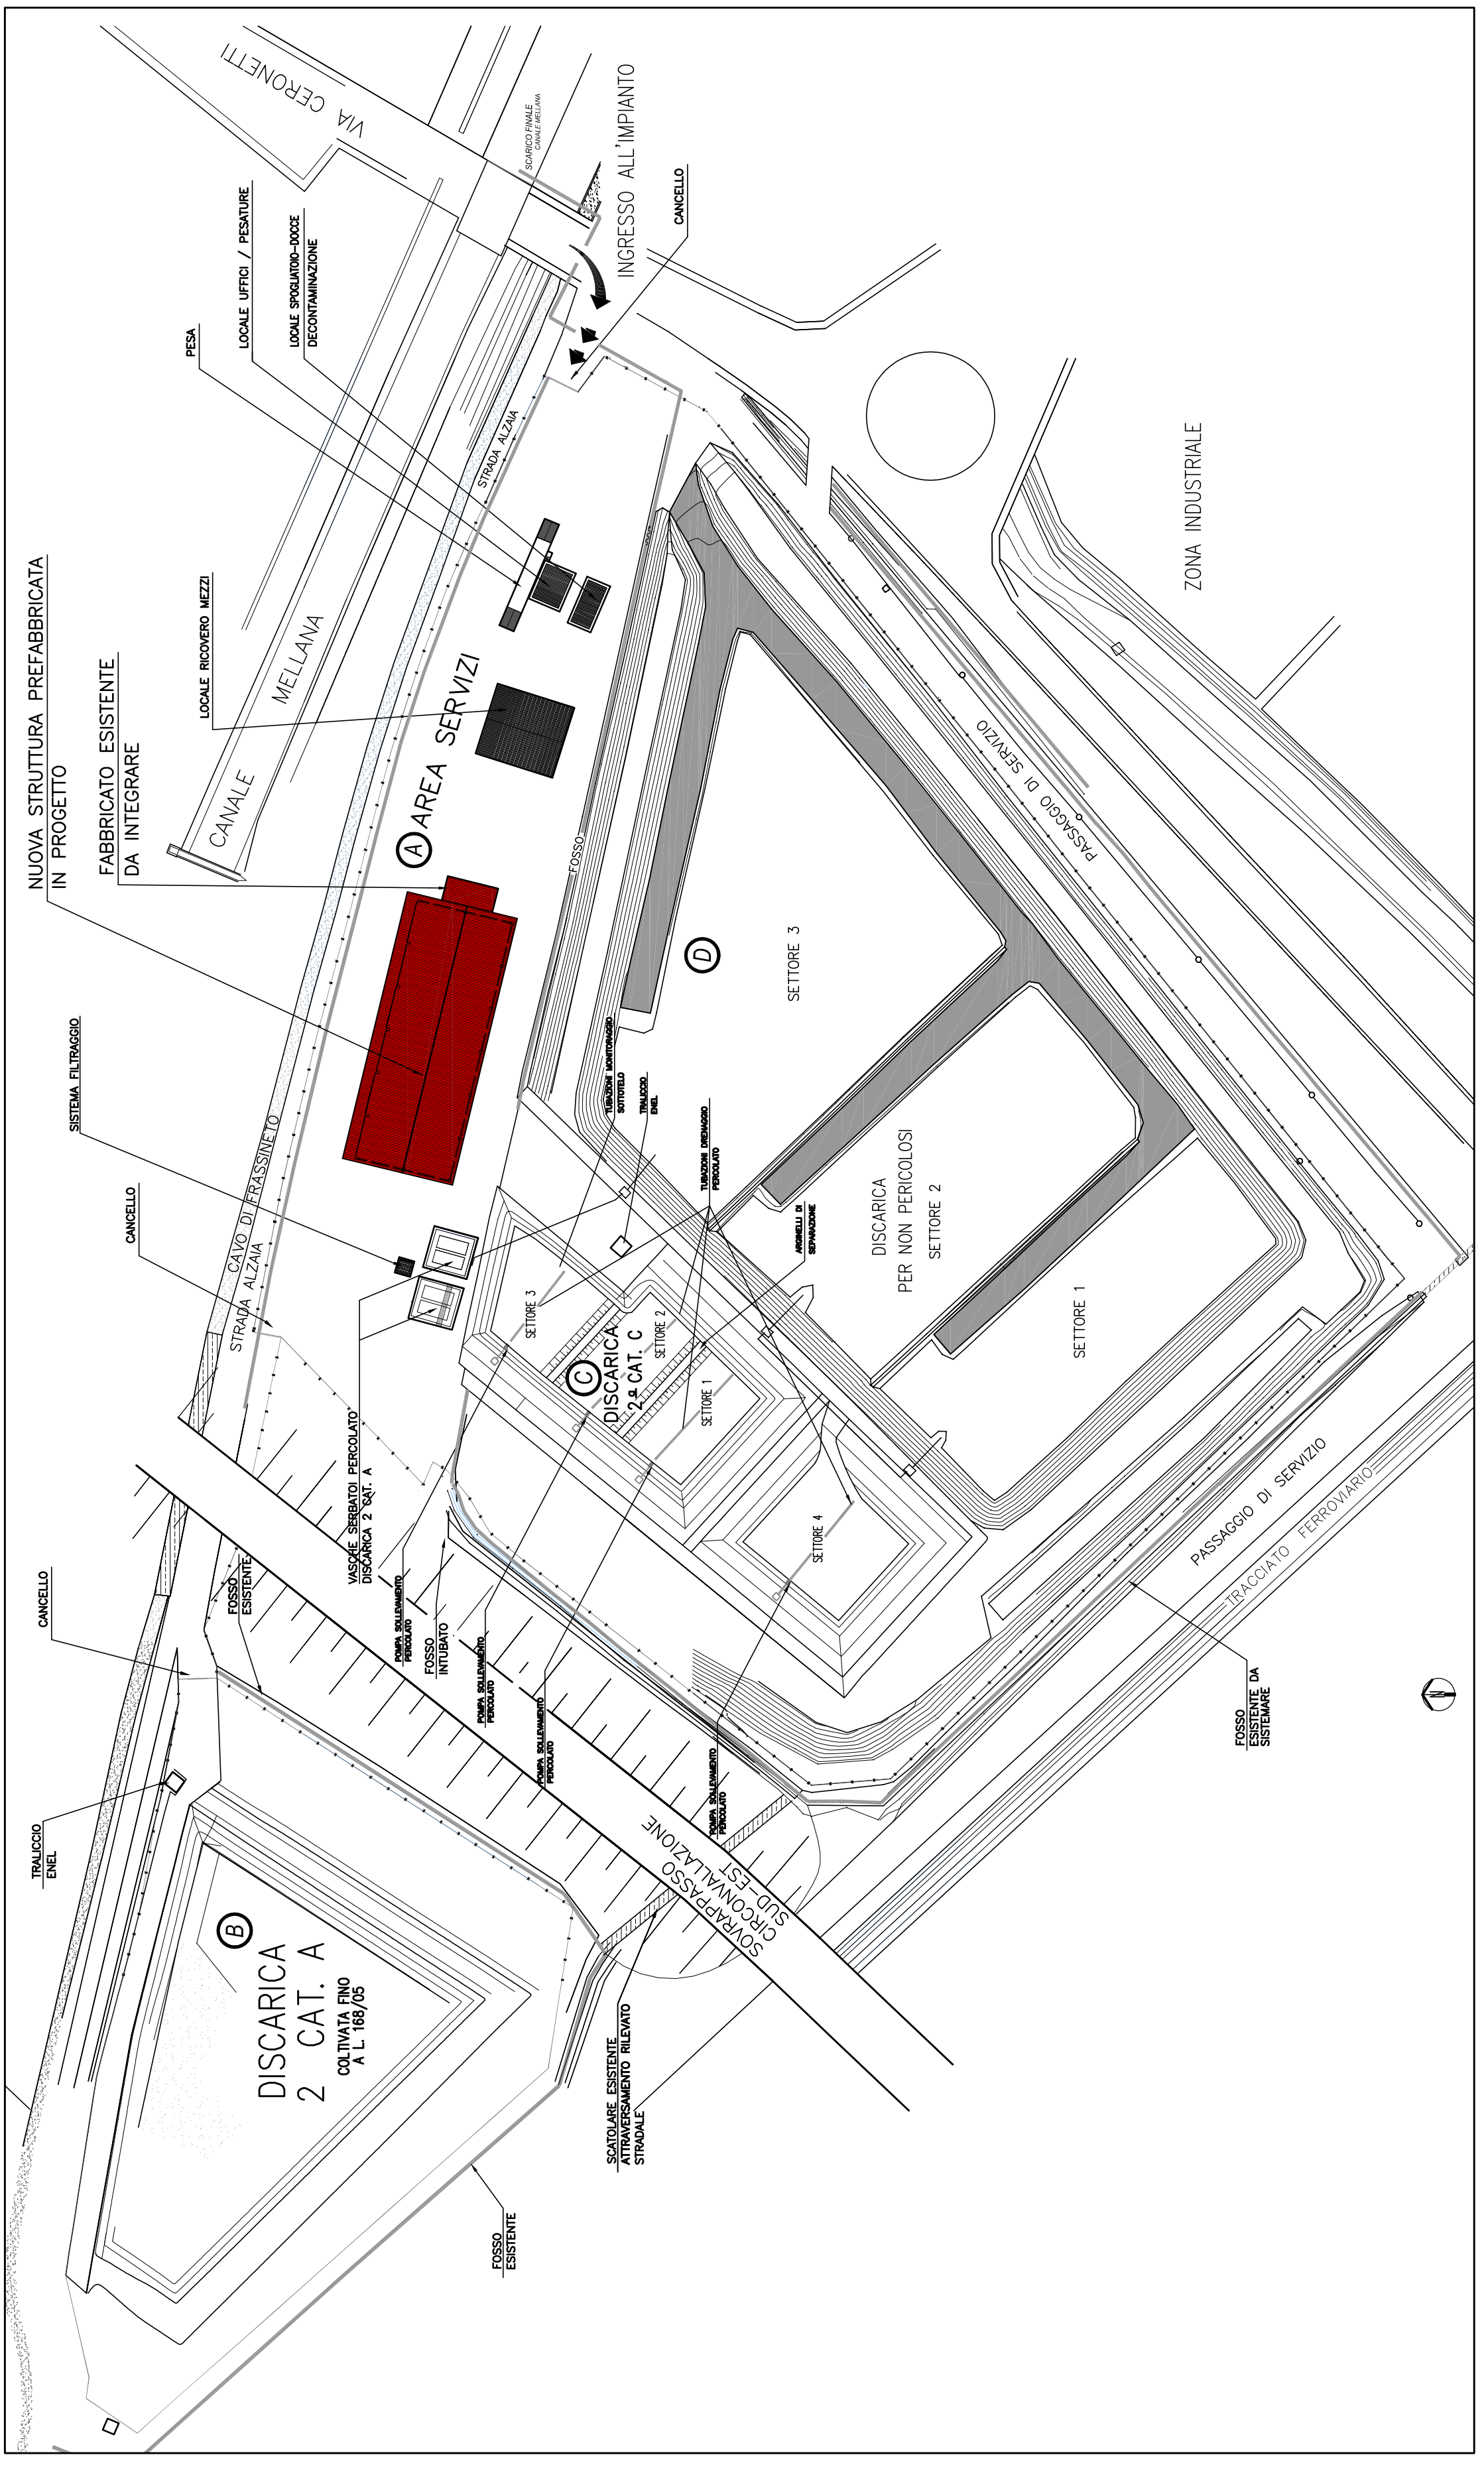 NUOVA STRUTTURA PREFABBRICATA
IN PROGETTO
FABBRICATO ESISTENTE
DA INTEGRARE
LOCALE RICOVERO MEZZI
PESA
LOCALE UFFICI / PESATURE
LOCALE SPOGLIATOIO-DOCCE
DECONTAMINAZIONE
VIA CERONETTI
SCARICO FINALE
CANALE MELLANA
INGRESSO ALL'IMPIANTO
CANCELLO
CANALE MELLANA
STRADA ALZAIA
A AREA SERVIZI
SISTEMA FILTRAGGIO
CANCELLO
CAVO DI FRASSINETO
STRADA ALZAIA
FOSSO
D
SETTORE 3
DISCARICA
PER NON PERICOLOSI
SETTORE 2
SETTORE 1
PASSAGGIO DI SERVIZIO
ZONA INDUSTRIALE
TUBAZIONI MONITORAGGIO
SOTTOTELO
TRALICCIO
ENEL
TUBAZIONI DRENAGGIO
PERCOLATO
ARGINELLI DI
SEPARAZIONE
SETTORE 3
C
DISCARICA
2ª CAT. C
SETTORE 2
SETTORE 1
SETTORE 4
VASCHE SERBATOI PERCOLATO
DISCARICA 2 CAT. A
POMPA SOLLEVAMENTO
PERCOLATO
FOSSO
INTUBATO
POMPA SOLLEVAMENTO
PERCOLATO
POMPA SOLLEVAMENTO
PERCOLATO
POMPA SOLLEVAMENTO
PERCOLATO
CANCELLO
FOSSO
ESISTENTE
TRALICCIO
ENEL
B
DISCARICA
2 CAT. A
COLTIVATA FINO
A L. 168/05
SOVRAPPASSO
CIRCONVALLAZIONE
SUD-EST
SCATOLARE ESISTENTE
ATTRAVERSAMENTO RILEVATO
STRADALE
FOSSO
ESISTENTE
PASSAGGIO DI SERVIZIO
TRACCIATO FERROVIARIO
FOSSO
ESISTENTE DA
SISTEMARE
N